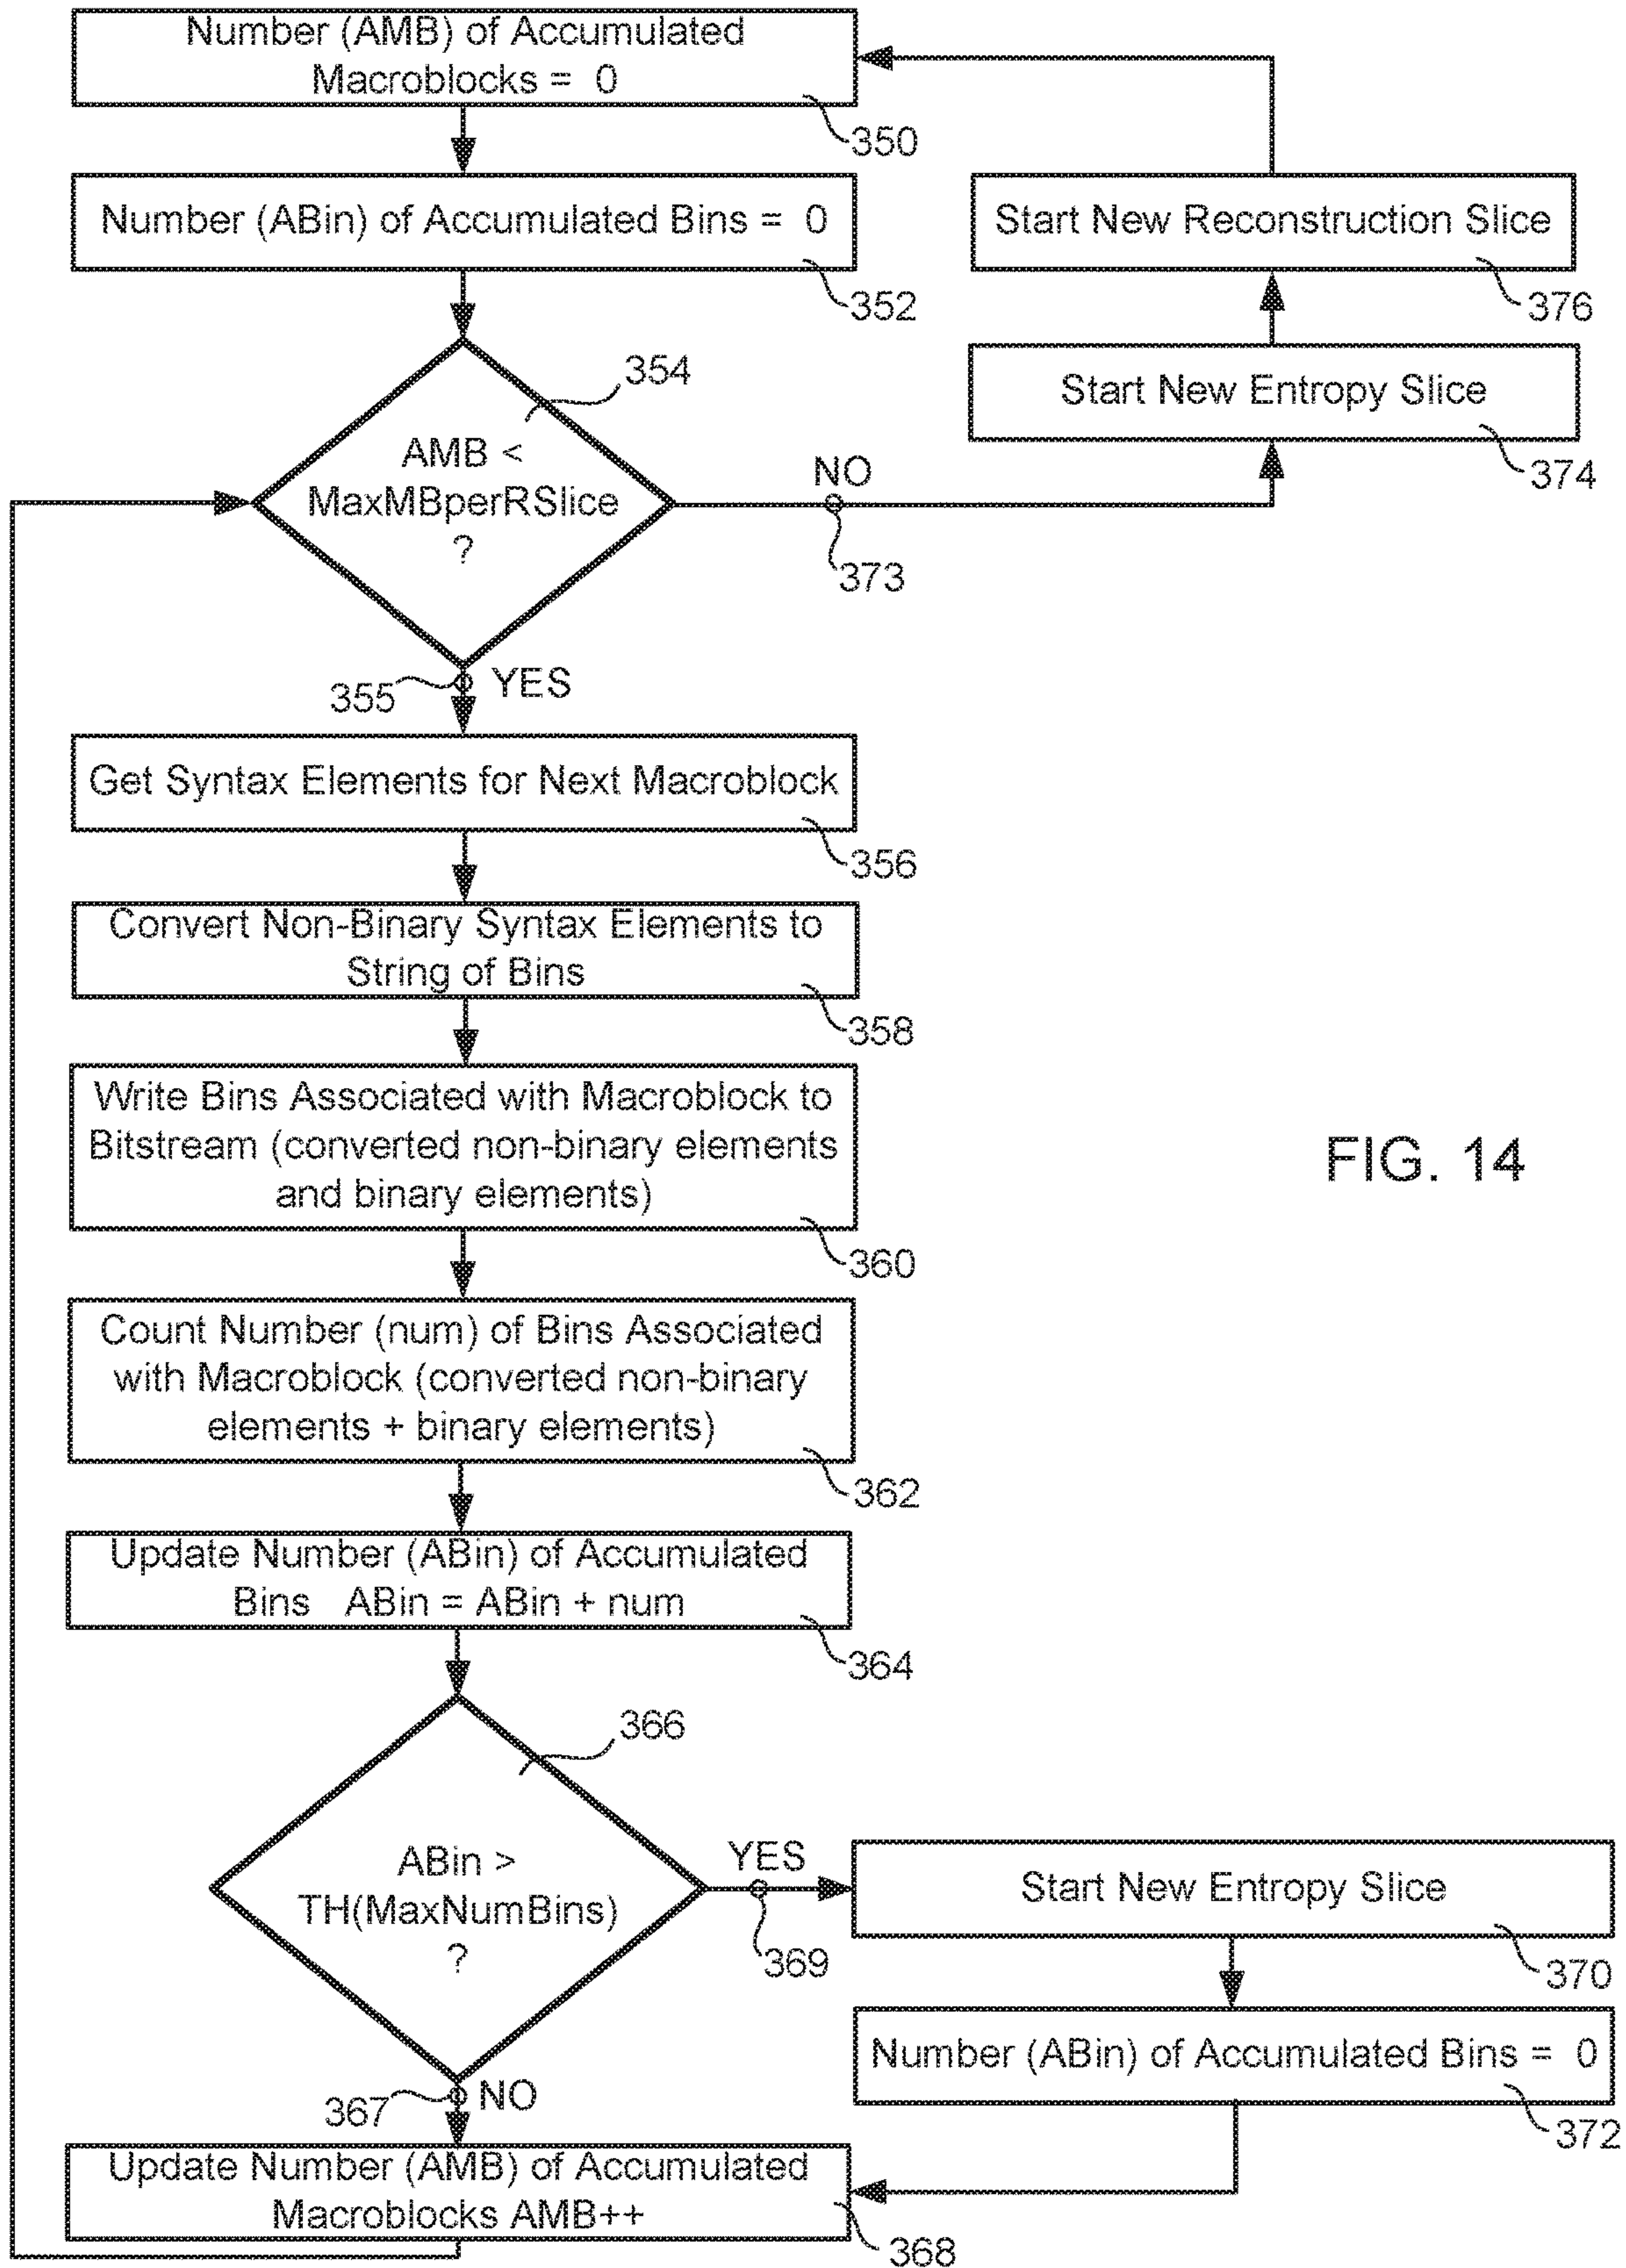 Number (AMB) of Accumulated
Macroblocks = 0
350
Number (ABin) of Accumulated Bins = 0
352
Start New Reconstruction Slice
376
Start New Entropy Slice
374
354
AMB <
MaxMBperRSlice
?
NO
373
355
YES
Get Syntax Elements for Next Macroblock
356
Convert Non-Binary Syntax Elements to
String of Bins
358
Write Bins Associated with Macroblock to
Bitstream (converted non-binary elements
and binary elements)
360
FIG. 14
Count Number (num) of Bins Associated
with Macroblock (converted non-binary
elements + binary elements)
362
Update Number (ABin) of Accumulated
Bins ABin = ABin + num
364
366
ABin >
TH(MaxNumBins)
?
YES
369
Start New Entropy Slice
370
Number (ABin) of Accumulated Bins = 0
372
367
NO
Update Number (AMB) of Accumulated
Macroblocks AMB++
368